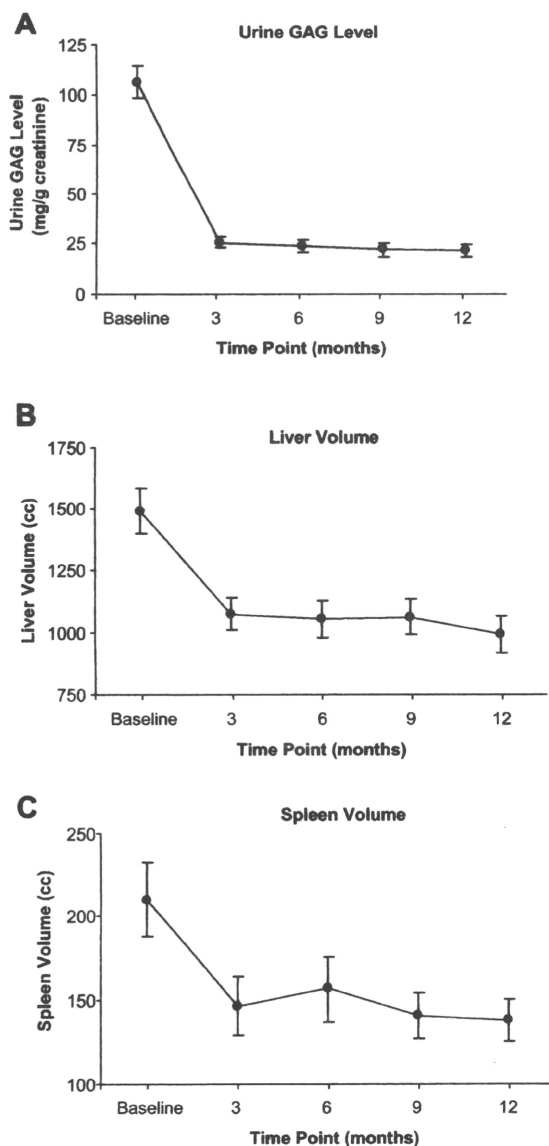 A
Urine GAG Level
Urine GAG Level
(mg/g creatinine)
125
100
75
50
25
0
Baseline 3 6 9 12
Time Point (months)
B
Liver Volume
Liver Volume (cc)
1750
1500
1250
1000
750
Baseline 3 6 9 12
Time Point (months)
C
Spleen Volume
Spleen Volume (cc)
250
200
150
100
Baseline 3 6 9 12
Time Point (months)